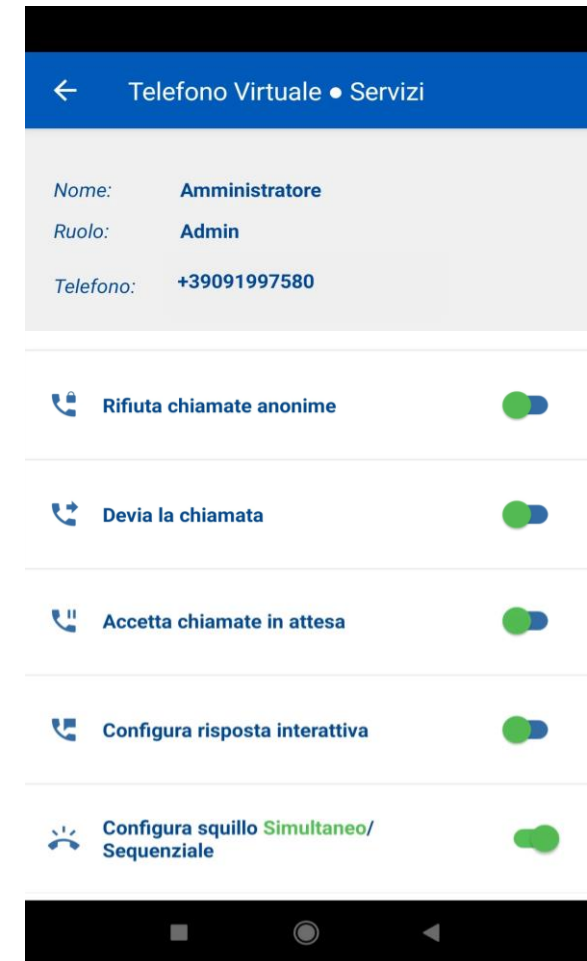 Telefono Virtuale ● Servizi
Nome: Amministratore
Ruolo: Admin
Telefono: +39091997580
Rifiuta chiamate anonime
Devia la chiamata
Accetta chiamate in attesa
Configura risposta interattiva
Configura squillo Simultaneo/
Sequenziale